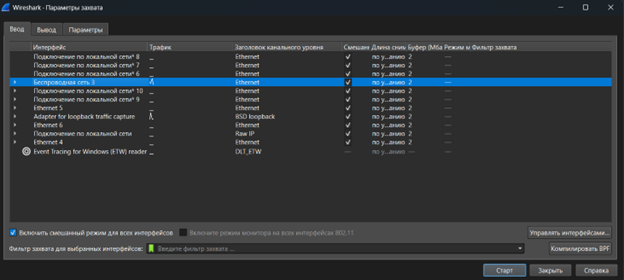 Wireshark - Параметры захвата
Ввод Вывод Параметры
Интерфейс Трафик Заголовок канального уровня Смешан Длина сни Буфер (МБа Режим м Фильтр захвата
Подключение по локальной сети* 8 _ Ethernet по у...анию 2 —
Подключение по локальной сети* 7 _ Ethernet по у...анию 2 —
Подключение по локальной сети* 6 _ Ethernet по у...анию 2 —
Беспроводная сеть 3 Ethernet по у...анию 2 —
Подключение по локальной сети* 10 _ Ethernet по у...анию 2 —
Подключение по локальной сети* 9 _ Ethernet по у...анию 2 —
Ethernet 5 _ Ethernet по у...анию 2 —
Adapter for loopback traffic capture BSD loopback по у...анию 2 —
Ethernet 6 _ Ethernet по у...анию 2 —
Подключение по локальной сети _ Raw IP по у...анию 2 —
Ethernet 4 _ Ethernet по у...анию 2 —
Event Tracing for Windows (ETW) reader _ DLT_ETW — по у...анию 2 —
Включить смешанный режим для всех интерфейсов Включите режим монитора на всех интерфейсах 802.11 Управлять интерфейсами...
Фильтр захвата для выбранных интерфейсов: Введите фильтр захвата ... Компилировать BPF
Старт Закрыть Справка